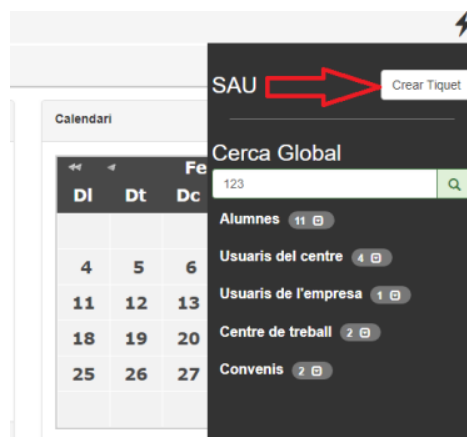 SAU
Crear Tiquet
Calendari
Fe
Dl Dt Dc
4 5 6
11 12 13
18 19 20
25 26 27
Cerca Global
123
Alumnes 11
Usuaris del centre 4
Usuaris de l'empresa 1
Centre de treball 2
Convenis 2